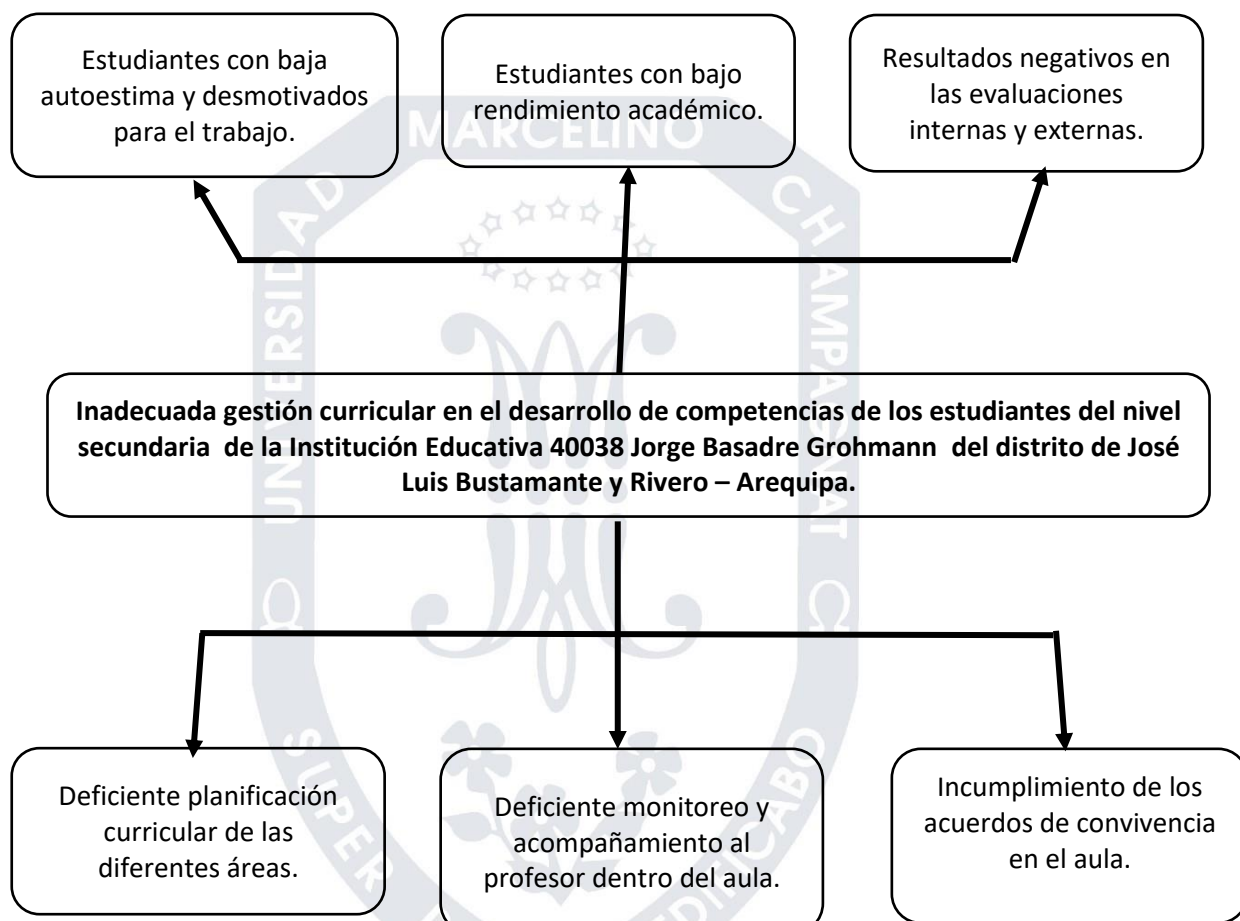 Estudiantes con baja
autoestima y desmotivados
para el trabajo.
Estudiantes con bajo
rendimiento académico.
Resultados negativos en
las evaluaciones
internas y externas.
Inadecuada gestión curricular en el desarrollo de competencias de los estudiantes del nivel
secundaria de la Institución Educativa 40038 Jorge Basadre Grohmann del distrito de José
Luis Bustamante y Rivero – Arequipa.
Deficiente planificación
curricular de las
diferentes áreas.
Deficiente monitoreo y
acompañamiento al
profesor dentro del aula.
Incumplimiento de los
acuerdos de convivencia
en el aula.
UNIVERSIDAD
MARCELINO
CHAMPAGNAT
SUPER